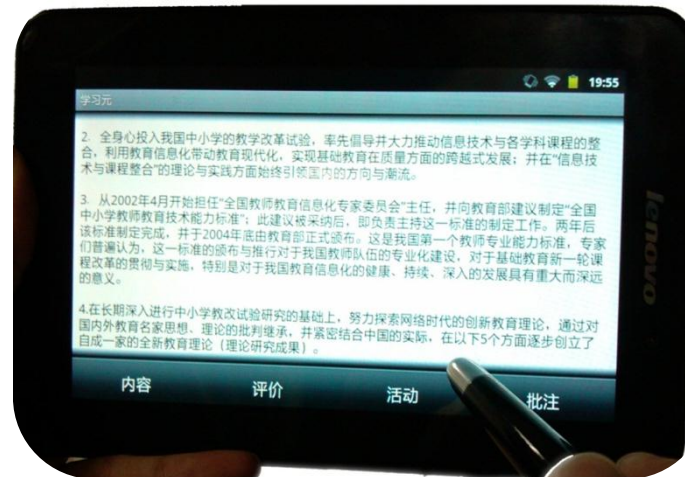 19:55
学习元
2. 全身心投入我国中小学的教学改革试验，率先倡导并大力推动信息技术与各学科课程的整
合，利用教育信息化带动教育现代化，实现基础教育在质量方面的跨越式发展；并在“信息技
术与课程整合”的理论与实践方面始终引领国内的方向与潮流。
3. 从2002年4月开始担任“全国教师教育信息化专家委员会”主任，并向教育部建议制定“全国
中小学教师教育技术能力标准”；此建议被采纳后，即负责主持这一标准的制定工作。两年后
该标准制定完成，并于2004年底由教育部正式颁布。这是我国第一个教师专业能力标准，专家
们普遍认为，这一标准的颁布与推行对于我国教师队伍的专业化建设，对于基础教育新一轮课
程改革的贯彻与实施，特别是对于我国教育信息化的健康、持续、深入的发展具有重大而深远
的意义。
4.在长期深入进行中小学教改试验研究的基础上，努力探索网络时代的创新教育理论，通过对
国内外教育名家思想、理论的批判继承，并紧密结合中国的实际，在以下5个方面逐步创立了
自成一家的全新教育理论（理论研究成果）。
内容 评价 活动 批注
lenovo